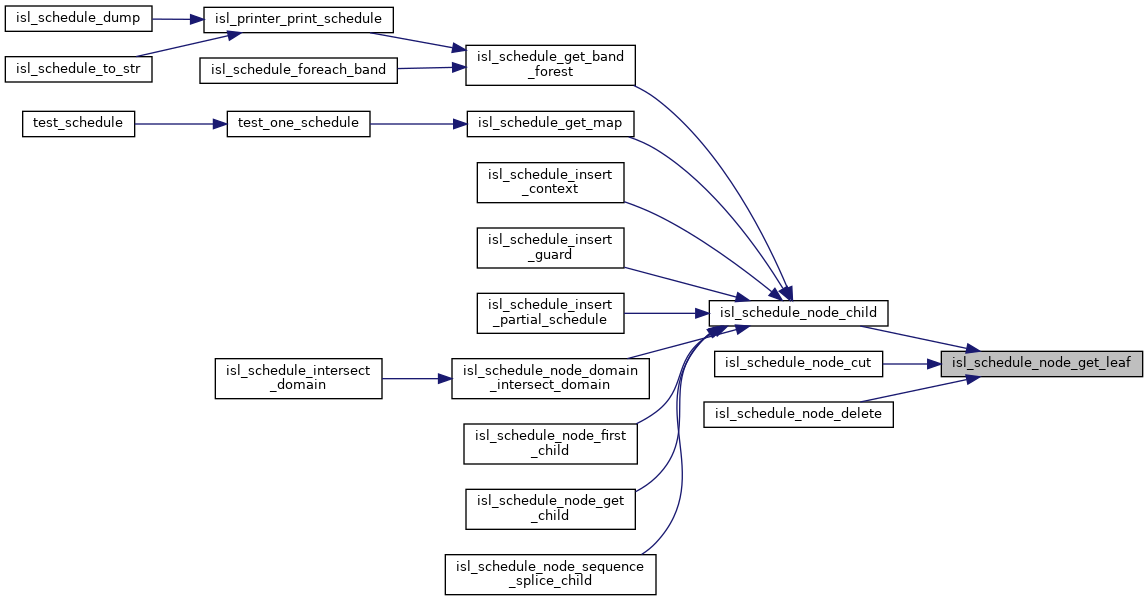 isl_schedule_dump
isl_printer_print_schedule
isl_schedule_to_str
isl_schedule_foreach_band
isl_schedule_get_band
_forest
test_schedule
test_one_schedule
isl_schedule_get_map
isl_schedule_insert
_context
isl_schedule_insert
_guard
isl_schedule_insert
_partial_schedule
isl_schedule_node_child
isl_schedule_intersect
_domain
isl_schedule_node_domain
_intersect_domain
isl_schedule_node_cut
isl_schedule_node_get_leaf
isl_schedule_node_delete
isl_schedule_node_first
_child
isl_schedule_node_get
_child
isl_schedule_node_sequence
_splice_child